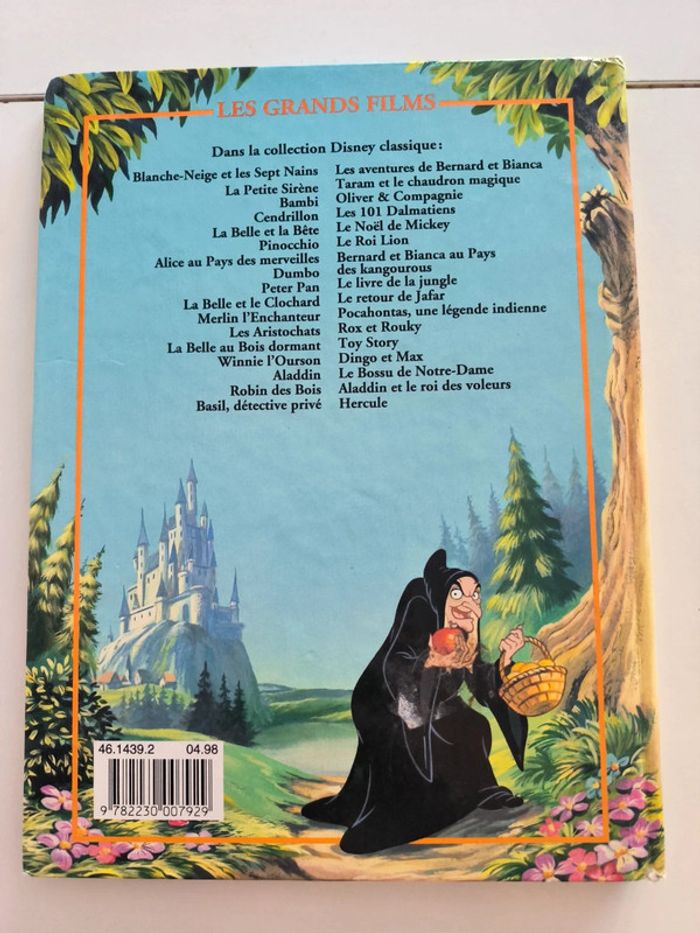 LES GRANDS FILMS
Dans la collection Disney classique :
Blanche-Neige et les Sept Nains
La Petite Sirène
Bambi
Cendrillon
La Belle et la Bête
Pinocchio
Alice au Pays des merveilles
Dumbo
Peter Pan
La Belle et le Clochard
Merlin l'Enchanteur
Les Aristochats
La Belle au Bois dormant
Winnie l'Ourson
Aladdin
Robin des Bois
Basil, détective privé
Les aventures de Bernard et Bianca
Taram et le chaudron magique
Oliver & Compagnie
Les 101 Dalmatiens
Le Noël de Mickey
Le Roi Lion
Bernard et Bianca au Pays
des kangourous
Le livre de la jungle
Le retour de Jafar
Pocahontas, une légende indienne
Rox et Rouky
Toy Story
Dingo et Max
Le Bossu de Notre-Dame
Aladdin et le roi des voleurs
Hercule
46.1439.2 04.98
9 782230 007929